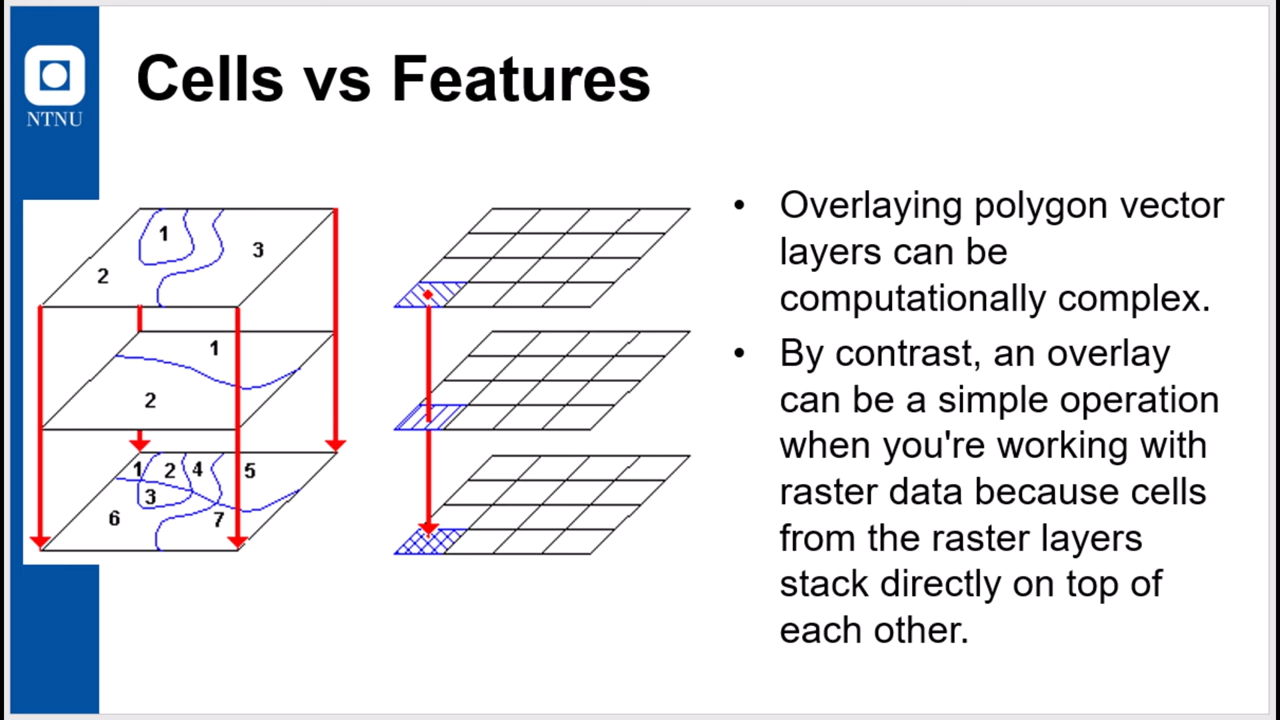 Cells vs Features
NTNU
1
3
2
1
2
1 2 4 5
3
6 7
• Overlaying polygon vector
layers can be
computationally complex.
• By contrast, an overlay
can be a simple operation
when you're working with
raster data because cells
from the raster layers
stack directly on top of
each other.